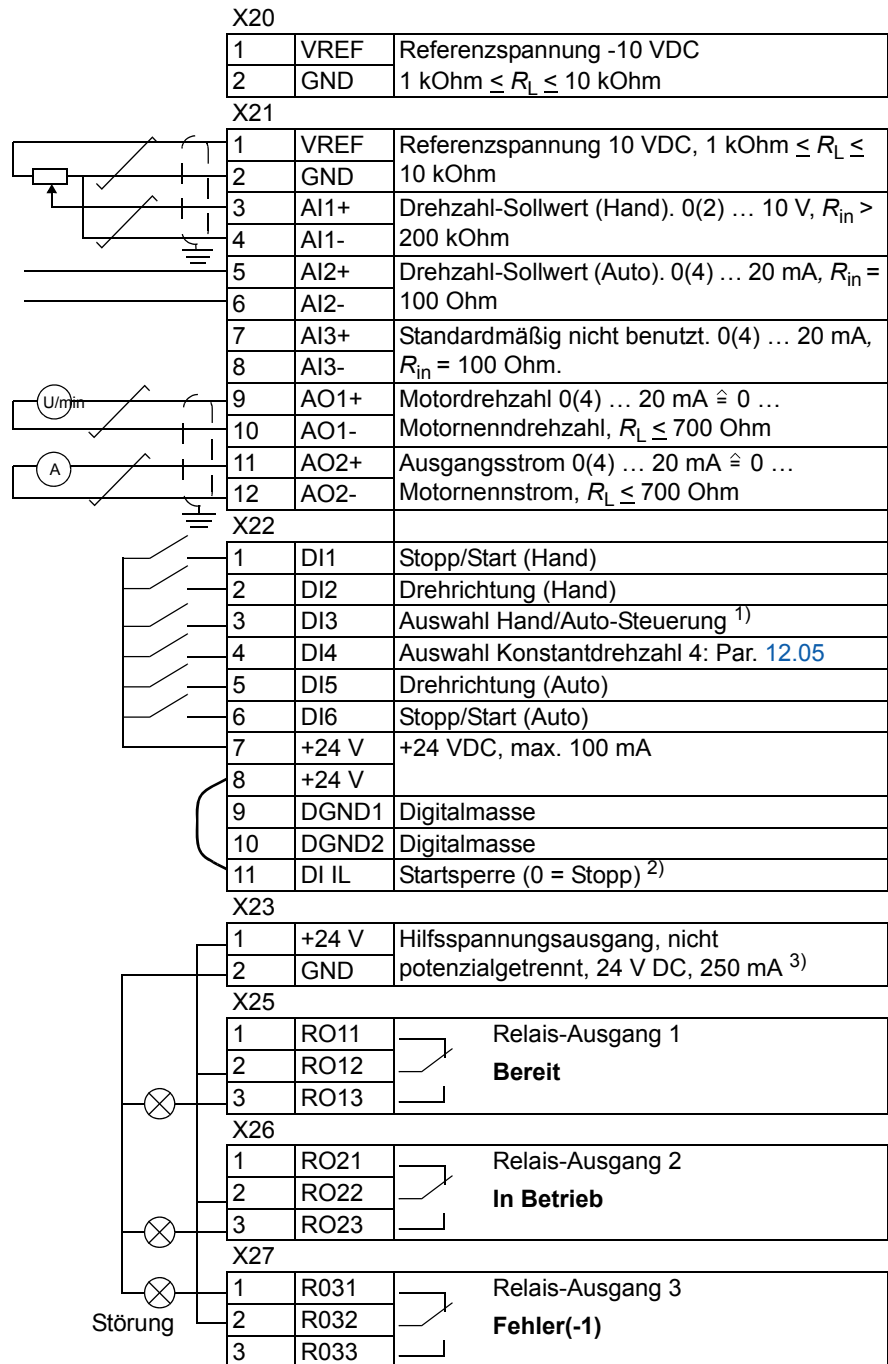 X20
1 VREF Referenzspannung -10 VDC
2 GND 1 kOhm ≤ RL ≤ 10 kOhm
X21
1 VREF Referenzspannung 10 VDC, 1 kOhm ≤ RL ≤
2 GND 10 kOhm
3 AI1+ Drehzahl-Sollwert (Hand). 0(2) … 10 V, Rin >
4 AI1- 200 kOhm
5 AI2+ Drehzahl-Sollwert (Auto). 0(4) … 20 mA, Rin =
6 AI2- 100 Ohm
7 AI3+ Standardmäßig nicht benutzt. 0(4) … 20 mA,
8 AI3- Rin = 100 Ohm.
U/min 9 AO1+ Motordrehzahl 0(4) … 20 mA ≙ 0 …
10 AO1- Motornenndrehzahl, RL ≤ 700 Ohm
A 11 AO2+ Ausgangsstrom 0(4) … 20 mA ≙ 0 …
12 AO2- Motornennstrom, RL ≤ 700 Ohm
X22
1 DI1 Stopp/Start (Hand)
2 DI2 Drehrichtung (Hand)
3 DI3 Auswahl Hand/Auto-Steuerung 1)
4 DI4 Auswahl Konstantdrehzahl 4: Par. 12.05
5 DI5 Drehrichtung (Auto)
6 DI6 Stopp/Start (Auto)
7 +24 V +24 VDC, max. 100 mA
8 +24 V
9 DGND1 Digitalmasse
10 DGND2 Digitalmasse
11 DI IL Startsperre (0 = Stopp) 2)
X23
1 +24 V Hilfsspannungsausgang, nicht
2 GND potenzialgetrennt, 24 V DC, 250 mA 3)
X25
1 RO11 Relais-Ausgang 1
2 RO12 Bereit
3 RO13
X26
1 RO21 Relais-Ausgang 2
2 RO22 In Betrieb
3 RO23
X27
1 R031 Relais-Ausgang 3
Störung 2 R032 Fehler(-1)
3 R033